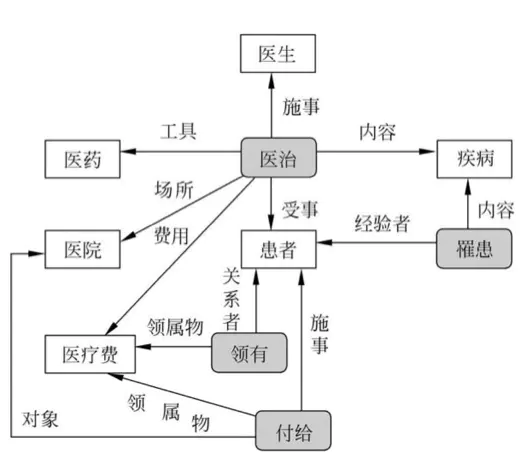 医生
施事
工具
内容
医药
医治
疾病
场所
受事
经验者
内容
费用
医院
患者
罹患
关系者
施事
领属物
医疗费
领有
领属物
对象
付给